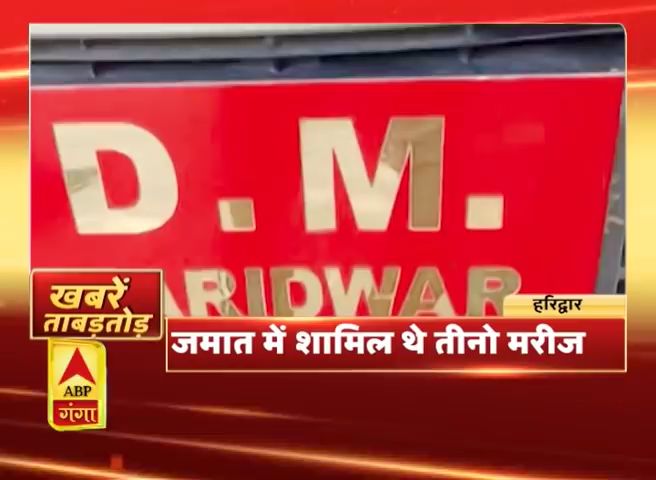 D.M.
ARIDWAR
हरिद्वार
खबरें
ताबड़तोड़
जमात में शामिल थे तीनो मरीज
ABP
गंगा